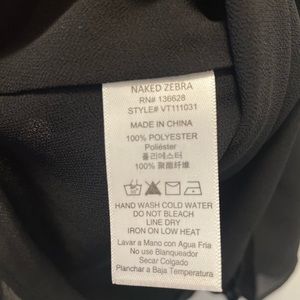 NAKED ZEBRA
RN# 136628
STYLE# VT111031
MADE IN CHINA
100% POLYESTER
Poliéster
폴리에스터
100% 聚酯纤维
HAND WASH COLD WATER
DO NOT BLEACH
LINE DRY
IRON ON LOW HEAT
Lavar a Mano con Agua Fria
No use Blanqueador
Secar Colgado
Planchar a Baja Temperatura